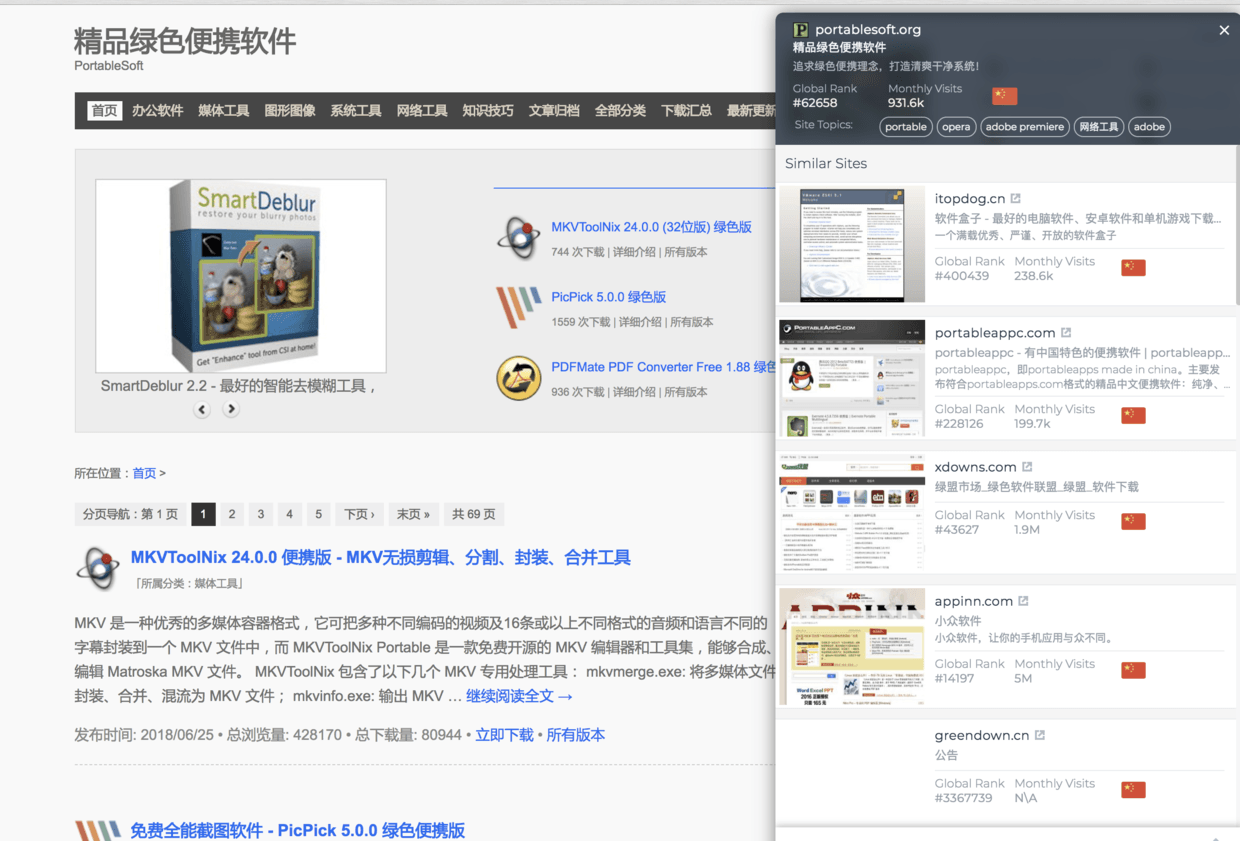 精品绿色便携软件
PortableSoft
首页 办公软件 媒体工具 图形图像 系统工具 网络工具 知识技巧 文章归档 全部分类 下载汇总 最新更新
SmartDeblur
restore your blurry photos
Get "Enhance" tool from CSI at home!
SmartDeblur 2.2 - 最好的智能去模糊工具，
MKVToolNix 24.0.0 (32位版) 绿色版
744 次下载 | 详细介绍 | 所有版本
PicPick 5.0.0 绿色版
1559 次下载 | 详细介绍 | 所有版本
PDFMate PDF Converter Free 1.88 绿色
936 次下载 | 详细介绍 | 所有版本
所在位置：首页 >
分页导航：第 1 页 1 2 3 4 5 下页 › 末页 » 共 69 页
MKVToolNix 24.0.0 便携版 - MKV无损剪辑、分割、封装、合并工具
「所属分类：媒体工具」
MKV 是一种优秀的多媒体容器格式，它可把多种不同编码的视频及16条或以上不同格式的音频和语言不同的
字幕封装到一个 MKV 文件中，而 MKVToolNix Portable 是一款免费开源的 MKV 编辑器和工具集，能够合成、
编辑 Matroska MKV 文件。 MKVToolNix 包含了以下几个 MKV 专用处理工具： mkvmerge.exe: 将多媒体文件
封装、合并、混流为 MKV 文件； mkvinfo.exe: 输出 MKV … 继续阅读全文 →
发布时间: 2018/06/25 • 总浏览量: 428170 • 总下载量: 80944 • 立即下载 • 所有版本
免费全能截图软件 - PicPick 5.0.0 绿色便携版
portablesoft.org
精品绿色便携软件
追求绿色便携理念，打造清爽干净系统!
Global Rank Monthly Visits
#62658 931.6k
Site Topics: portable opera adobe premiere 网络工具 adobe
Similar Sites
itopdog.cn
软件盒子 - 最好的电脑软件、安卓软件和单机游戏下载...
一个满载优秀、严谨、开放的软件盒子
Global Rank Monthly Visits
#400439 238.6k
PortableAppC.com
portableappc.com
portableappc - 有中国特色的便携软件 | portableapp...
portableappc，即portableapps made in china。主要发
布符合portableapps.com格式的精品中文便携软件：纯净、...
Global Rank Monthly Visits
#228126 199.7k
xdowns.com
绿盟市场_绿色软件联盟_绿盟_软件下载
Global Rank Monthly Visits
#43627 1.9M
appinn.com
小众软件
小众软件，让你的手机应用与众不同。
Global Rank Monthly Visits
#14197 5M
Word Excel PPT
greendown.cn
公告
Global Rank Monthly Visits
#3367739 N\A